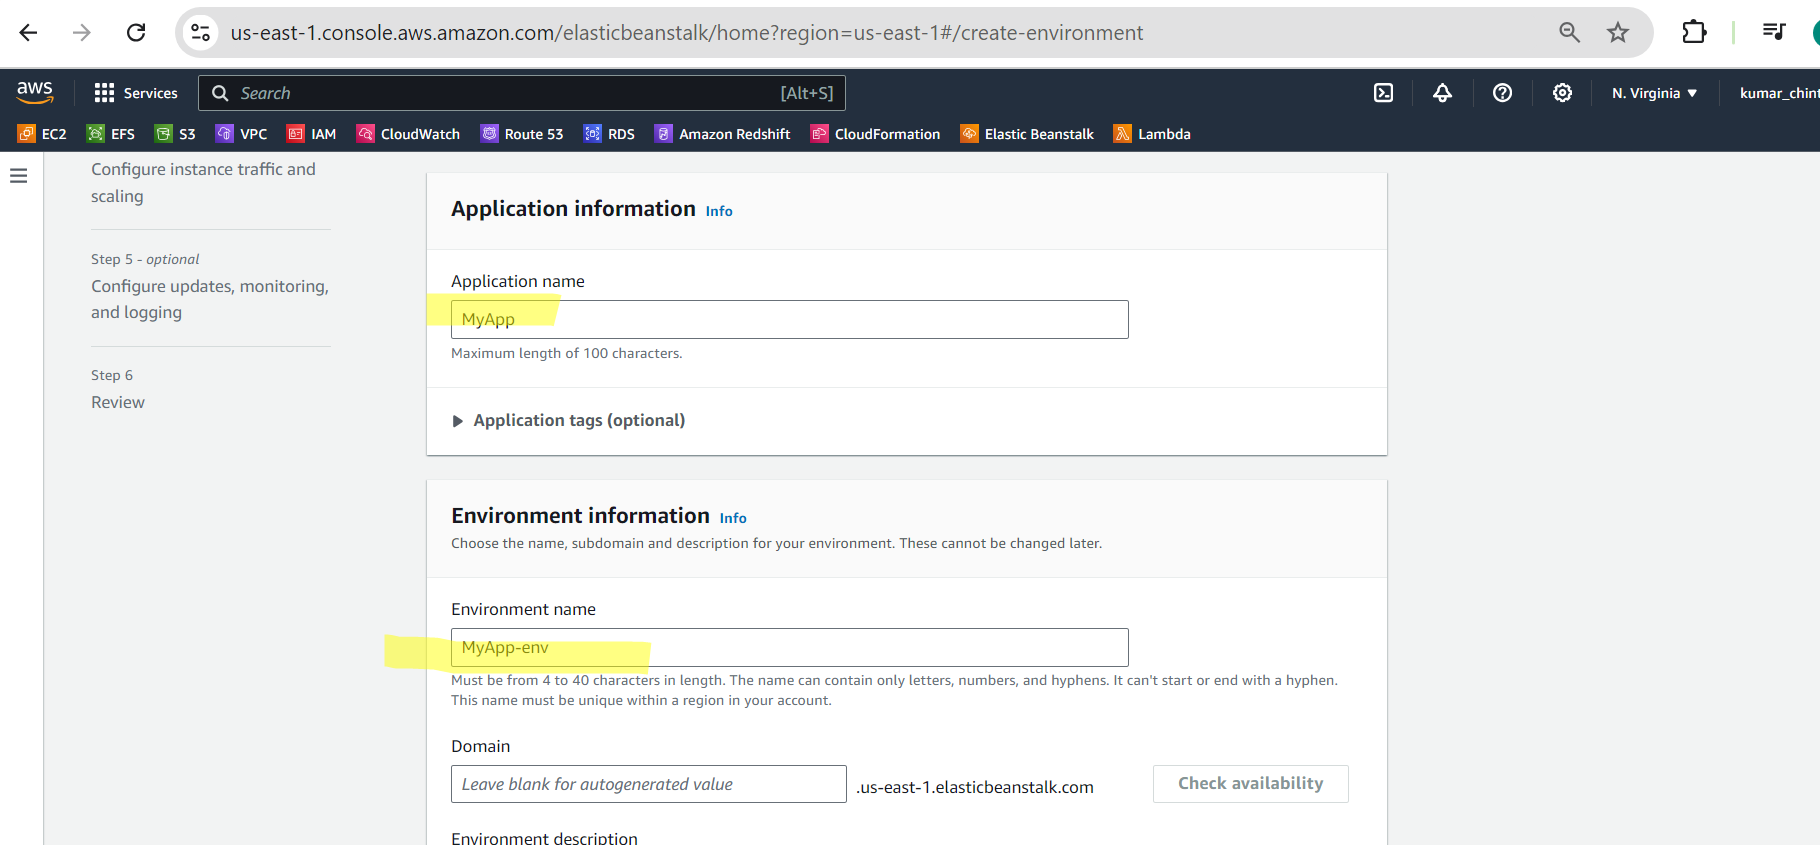 us-east-1.console.aws.amazon.com/elasticbeanstalk/home?region=us-east-1#/create-environment
aws
Services
Search
[Alt+S]
N. Virginia
kumar_chint
EC2
EFS
S3
VPC
IAM
CloudWatch
Route 53
RDS
Amazon Redshift
CloudFormation
Elastic Beanstalk
Lambda
Configure instance traffic and
scaling
Step 5 - optional
Configure updates, monitoring,
and logging
Step 6
Review
Application information Info
Application name
MyApp
Maximum length of 100 characters.
Application tags (optional)
Environment information Info
Choose the name, subdomain and description for your environment. These cannot be changed later.
Environment name
MyApp-env
Must be from 4 to 40 characters in length. The name can contain only letters, numbers, and hyphens. It can't start or end with a hyphen.
This name must be unique within a region in your account.
Domain
Leave blank for autogenerated value
.us-east-1.elasticbeanstalk.com
Check availability
Environment description